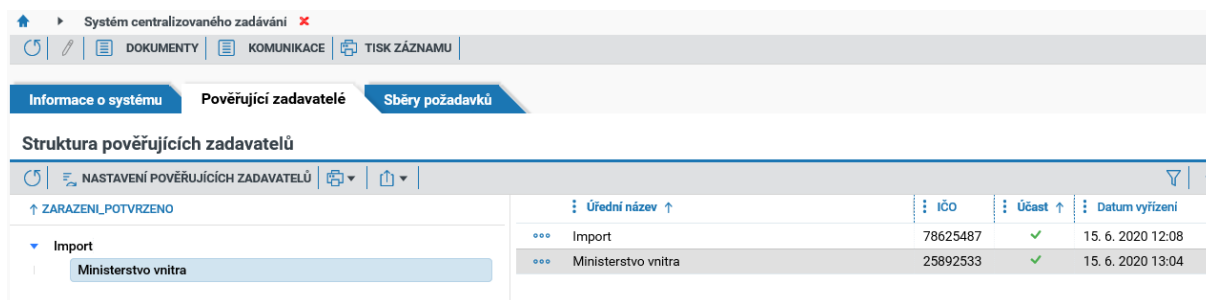 Systém centralizovaného zadávání
DOKUMENTY KOMUNIKACE TISK ZÁZNAMU
Informace o systému Pověřující zadavatelé Sběry požadavků
Struktura pověřujících zadavatelů
NASTAVENÍ POVĚŘUJÍCÍCH ZADAVATELŮ
↑ ZARAZENI_POTVRZENO
Úřední název ↑ IČO Účast ↑ Datum vyřízení
Import
Ministerstvo vnitra
Import 78625487 15. 6. 2020 12:08
Ministerstvo vnitra 25892533 15. 6. 2020 13:04